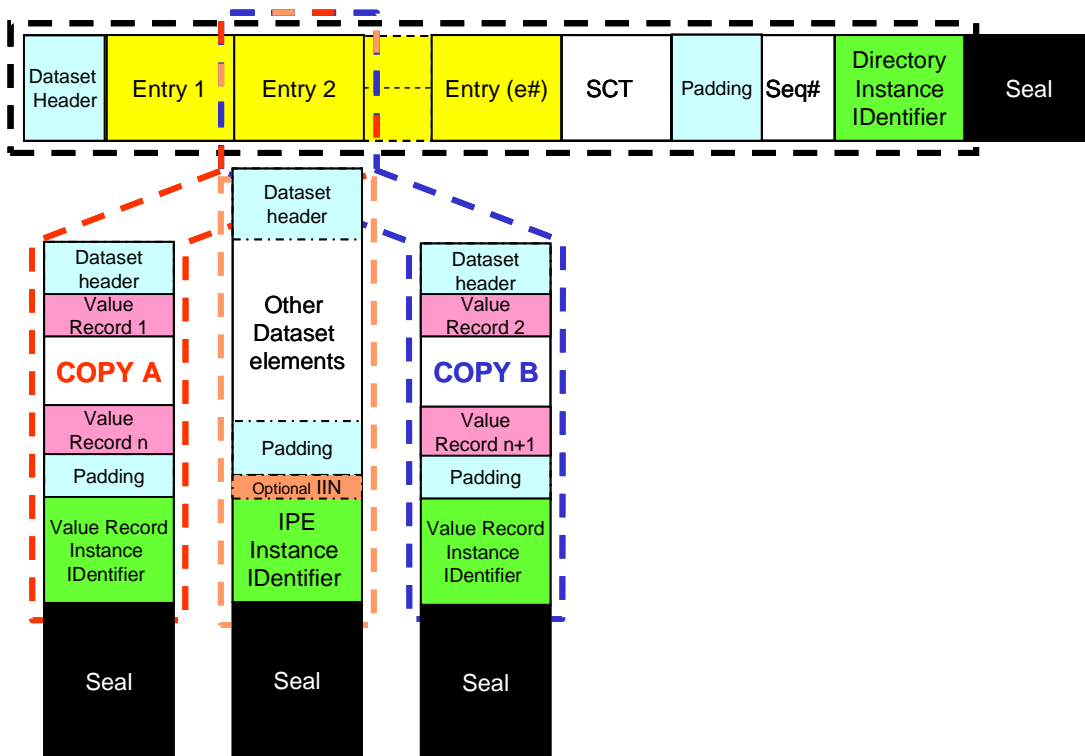 Dataset
Header
Entry 1
Entry 2
Entry (e#)
SCT
Padding
Seq#
Directory
Instance
IDentifier
Seal
Dataset
header
Value
Record 1
COPY A
Value
Record n
Padding
Value Record
Instance
IDentifier
Seal
Dataset
header
Other
Dataset
elements
Padding
Optional IIN
IPE
Instance
IDentifier
Seal
Dataset
header
Value
Record 2
COPY B
Value
Record n+1
Padding
Value Record
Instance
IDentifier
Seal